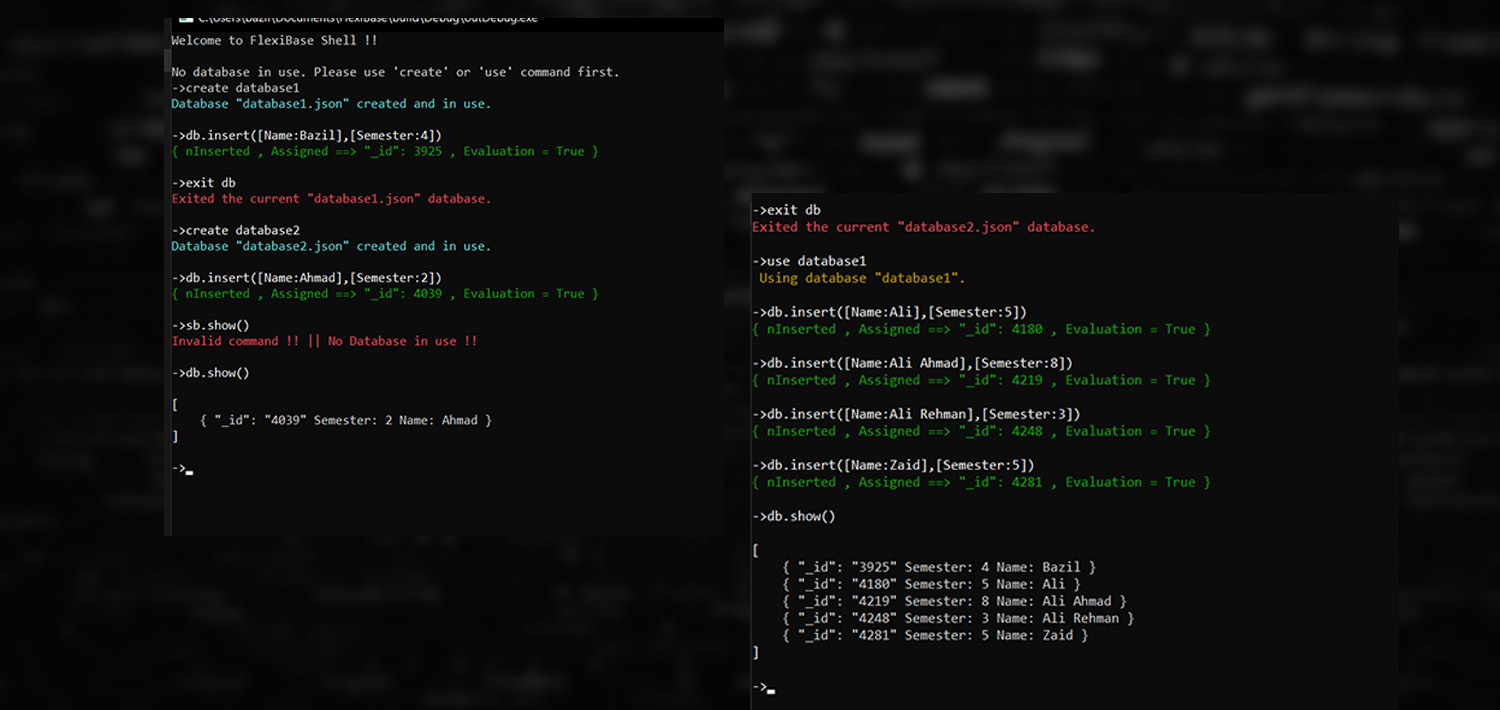 C:\Users\Bazil\Documents\FlexiBase\Build\Debug\outDebug.exe
Welcome to FlexiBase Shell !!
No database in use. Please use 'create' or 'use' command first.
->create database1
Database "database1.json" created and in use.
->db.insert([Name:Bazil],[Semester:4])
{ nInserted , Assigned ==> "_id": 3925 , Evaluation = True }
->exit db
Exited the current "database1.json" database.
->create database2
Database "database2.json" created and in use.
->db.insert([Name:Ahmad],[Semester:2])
{ nInserted , Assigned ==> "_id": 4039 , Evaluation = True }
->sb.show()
Invalid command !! || No Database in use !!
->db.show()
[
{ "_id": "4039" Semester: 2 Name: Ahmad }
]
->
->exit db
Exited the current "database2.json" database.
->use database1
Using database "database1".
->db.insert([Name:Ali],[Semester:5])
{ nInserted , Assigned ==> "_id": 4180 , Evaluation = True }
->db.insert([Name:Ali Ahmad],[Semester:8])
{ nInserted , Assigned ==> "_id": 4219 , Evaluation = True }
->db.insert([Name:Ali Rehman],[Semester:3])
{ nInserted , Assigned ==> "_id": 4248 , Evaluation = True }
->db.insert([Name:Zaid],[Semester:5])
{ nInserted , Assigned ==> "_id": 4281 , Evaluation = True }
->db.show()
[
{ "_id": "3925" Semester: 4 Name: Bazil }
{ "_id": "4180" Semester: 5 Name: Ali }
{ "_id": "4219" Semester: 8 Name: Ali Ahmad }
{ "_id": "4248" Semester: 3 Name: Ali Rehman }
{ "_id": "4281" Semester: 5 Name: Zaid }
]
->